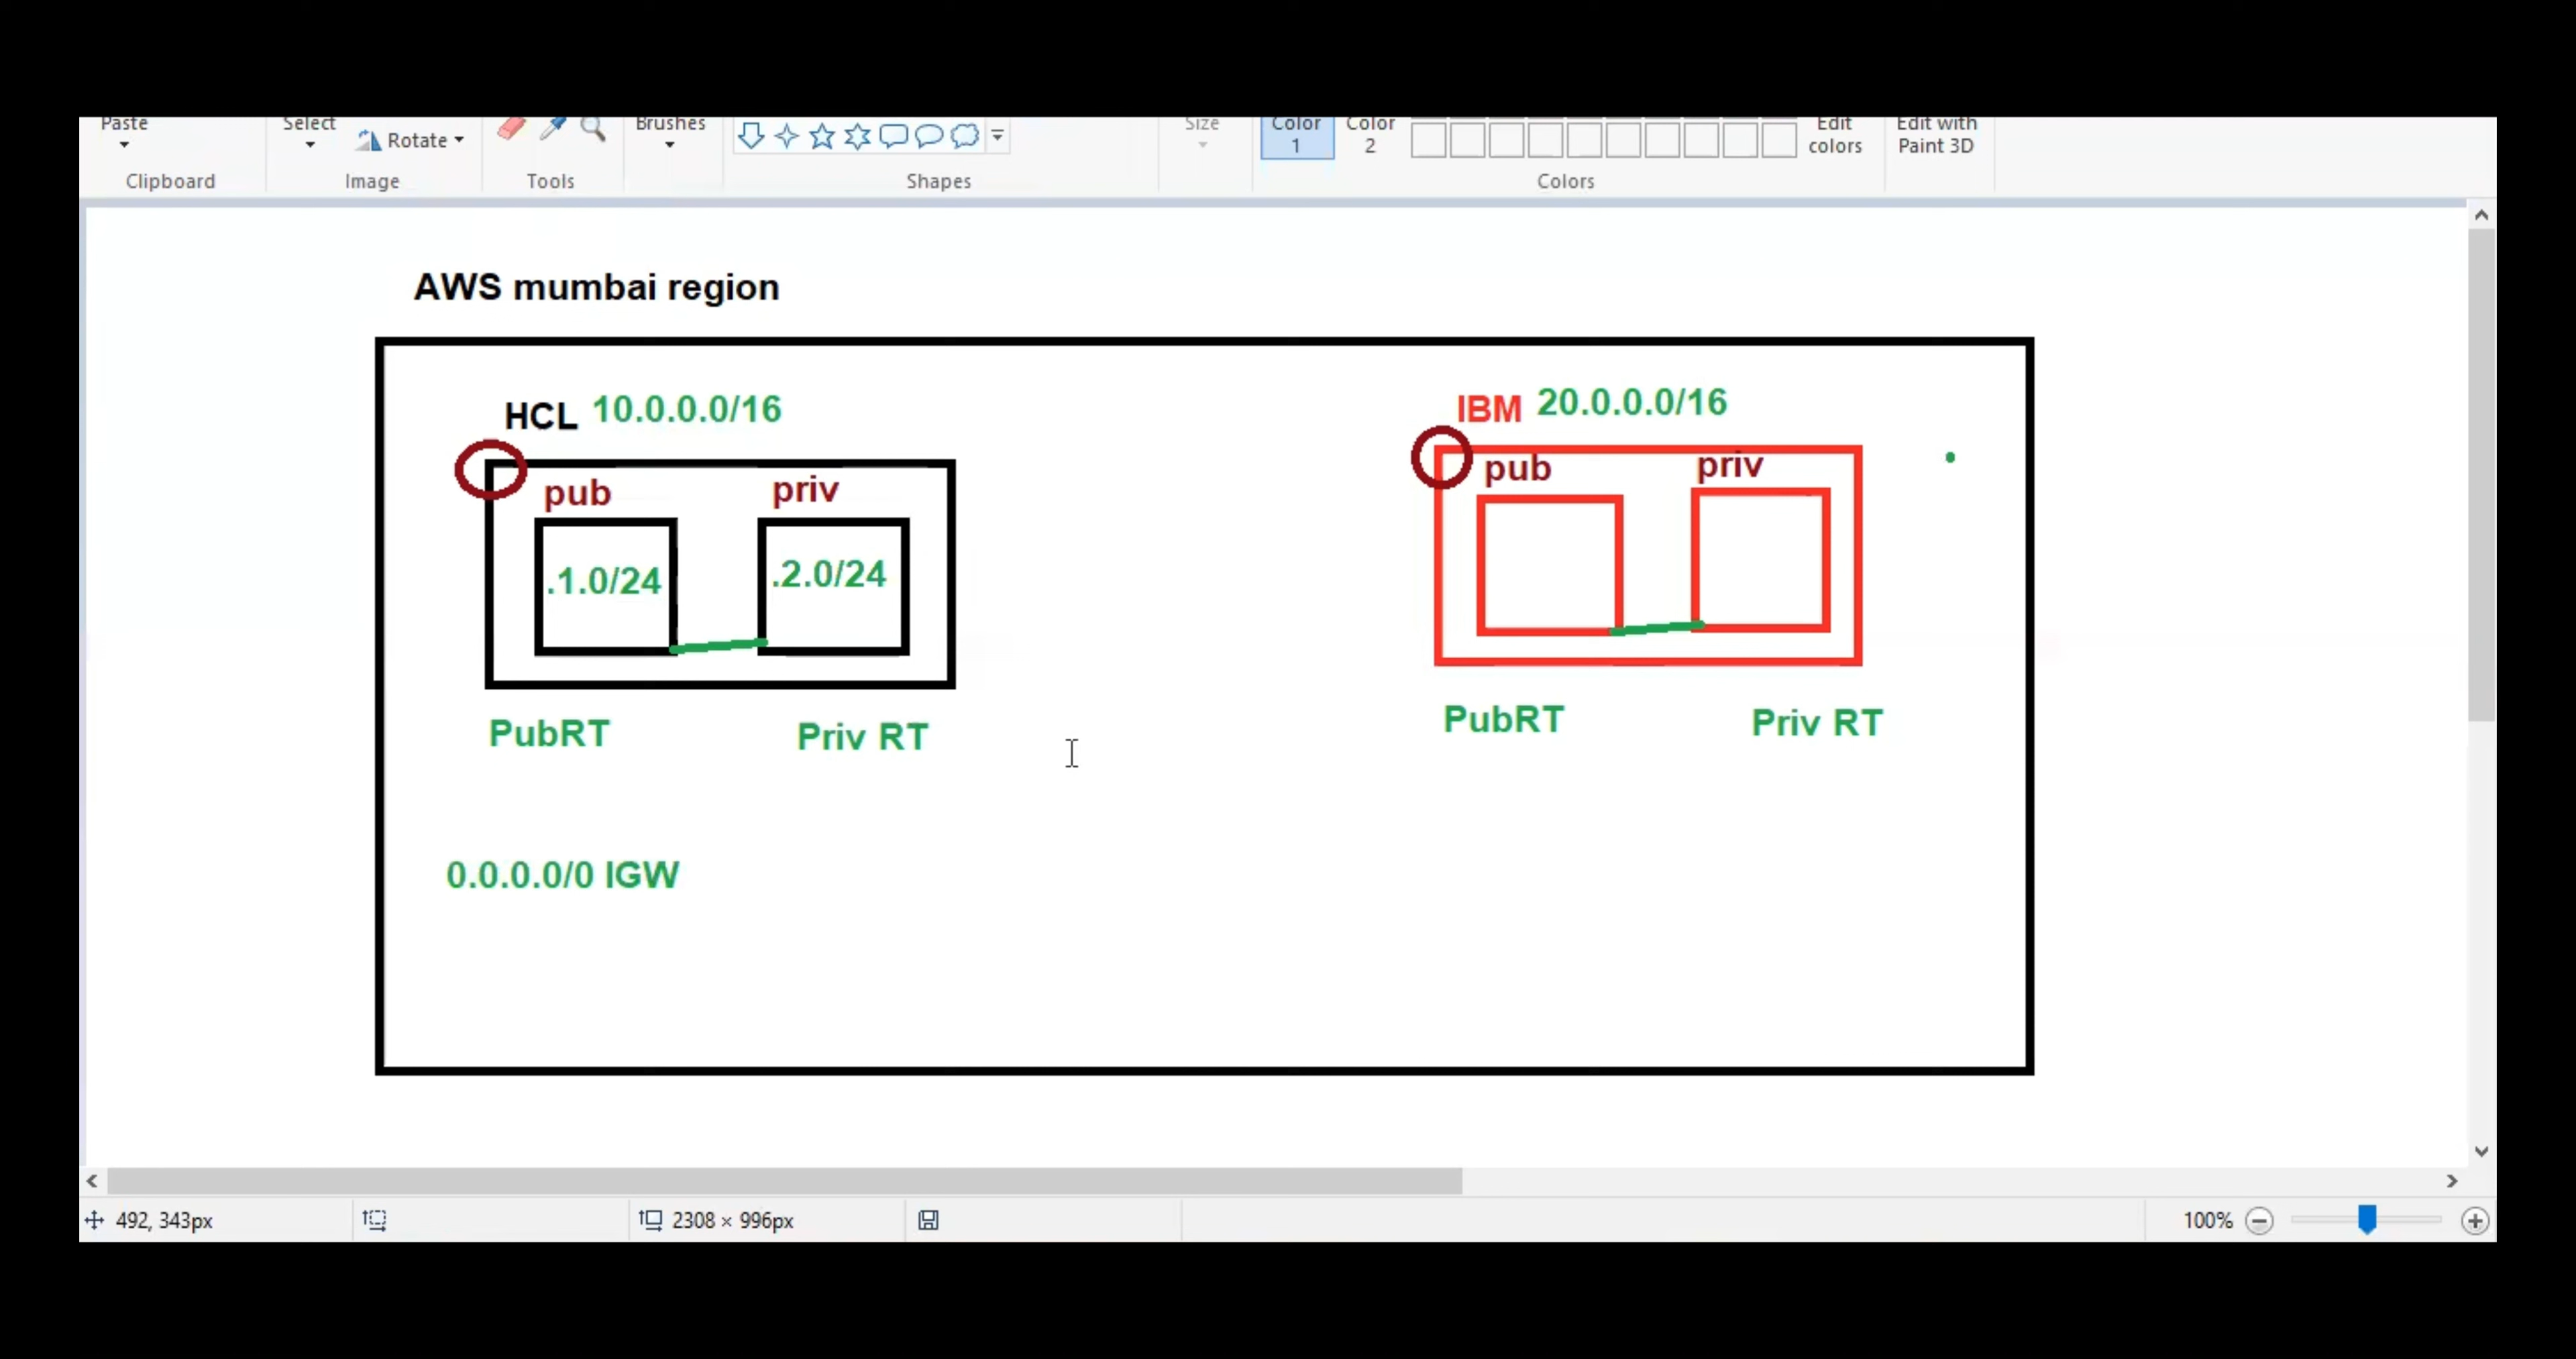 Paste
Select
Rotate
Brushes
Size
Color 1
Color 2
Edit colors
Edit with Paint 3D
Clipboard
Image
Tools
Shapes
Colors
AWS mumbai region
HCL 10.0.0.0/16
IBM 20.0.0.0/16
pub
priv
pub
priv
.1.0/24
.2.0/24
PubRT
Priv RT
PubRT
Priv RT
0.0.0.0/0 IGW
492, 343px
2308 × 996px
100%